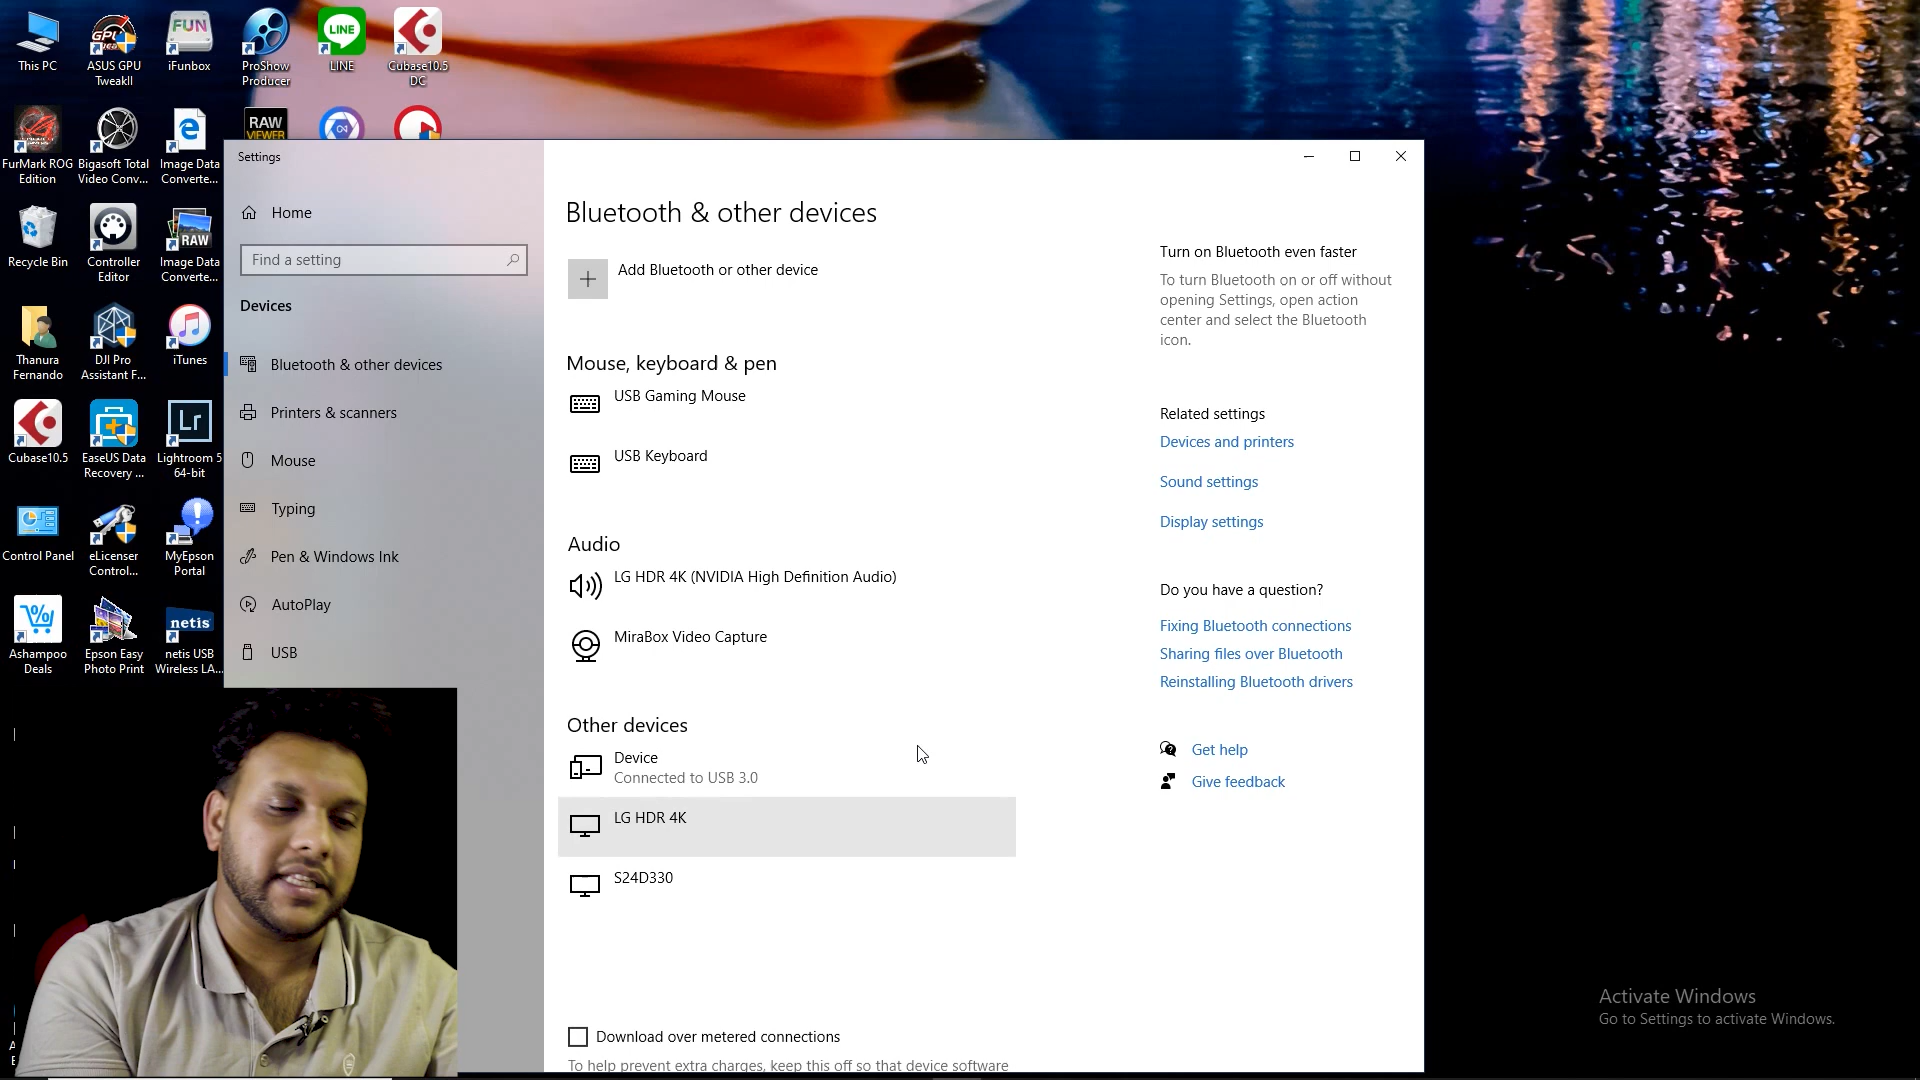 This PC
ASUS GPU
TweakII
FUN
iFunbox
ProShow
Producer
LINE
LINE
Cubase10.5
DC
FurMark ROG
Edition
Bigasoft Total
Video Conv...
Image Data
Converte...
RAW
VIEWER
Recycle Bin
Controller
Editor
RAW
Image Data
Converte...
Thanura
Fernando
DJI Pro
Assistant F...
iTunes
Cubase10.5
EaseUS Data
Recovery ...
Lr
Lightroom 5
64-bit
Control Panel
eLicenser
Control...
MyEpson
Portal
Ashampoo
Deals
Epson Easy
Photo Print
netis
netis USB
Wireless LA...
Settings
Home
Find a setting
Devices
Bluetooth & other devices
Printers & scanners
Mouse
Typing
Pen & Windows Ink
AutoPlay
USB
Bluetooth & other devices
Add Bluetooth or other device
Mouse, keyboard & pen
USB Gaming Mouse
USB Keyboard
Audio
LG HDR 4K (NVIDIA High Definition Audio)
MiraBox Video Capture
Other devices
Device
Connected to USB 3.0
LG HDR 4K
S24D330
Download over metered connections
To help prevent extra charges, keep this off so that device software
Turn on Bluetooth even faster
To turn Bluetooth on or off without
opening Settings, open action
center and select the Bluetooth
icon.
Related settings
Devices and printers
Sound settings
Display settings
Do you have a question?
Fixing Bluetooth connections
Sharing files over Bluetooth
Reinstalling Bluetooth drivers
Get help
Give feedback
Activate Windows
Go to Settings to activate Windows.